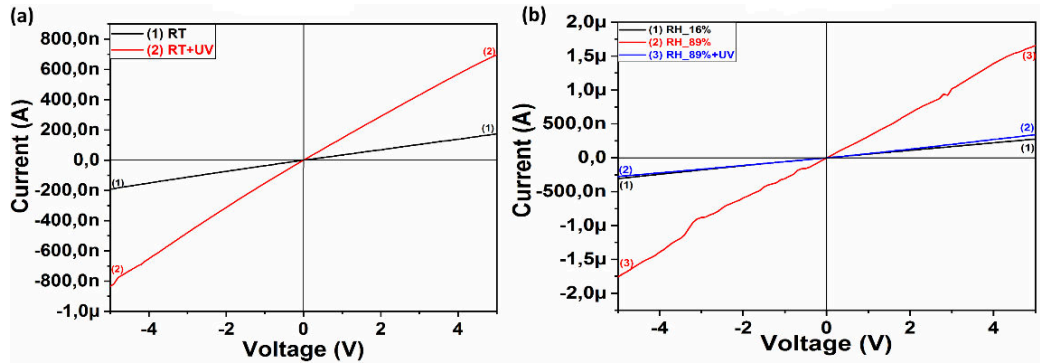 (a)
(1) RT
(2) RT+UV
800,0n
600,0n
400,0n
200,0n
0,0
-200,0n
-400,0n
-600,0n
-800,0n
-1,0µ
Current (A)
(2)
(1)
(1)
(2)
-4
-2
0
2
4
Voltage (V)
(b)
(1) RH_16%
(2) RH_89%
(3) RH_89%+UV
2,0µ
1,5µ
1,0µ
500,0n
0,0
-500,0n
-1,0µ
-1,5µ
-2,0µ
Current (A)
(3)
(2)
(1)
(2)
(1)
(3)
-4
-2
0
2
4
Voltage (V)